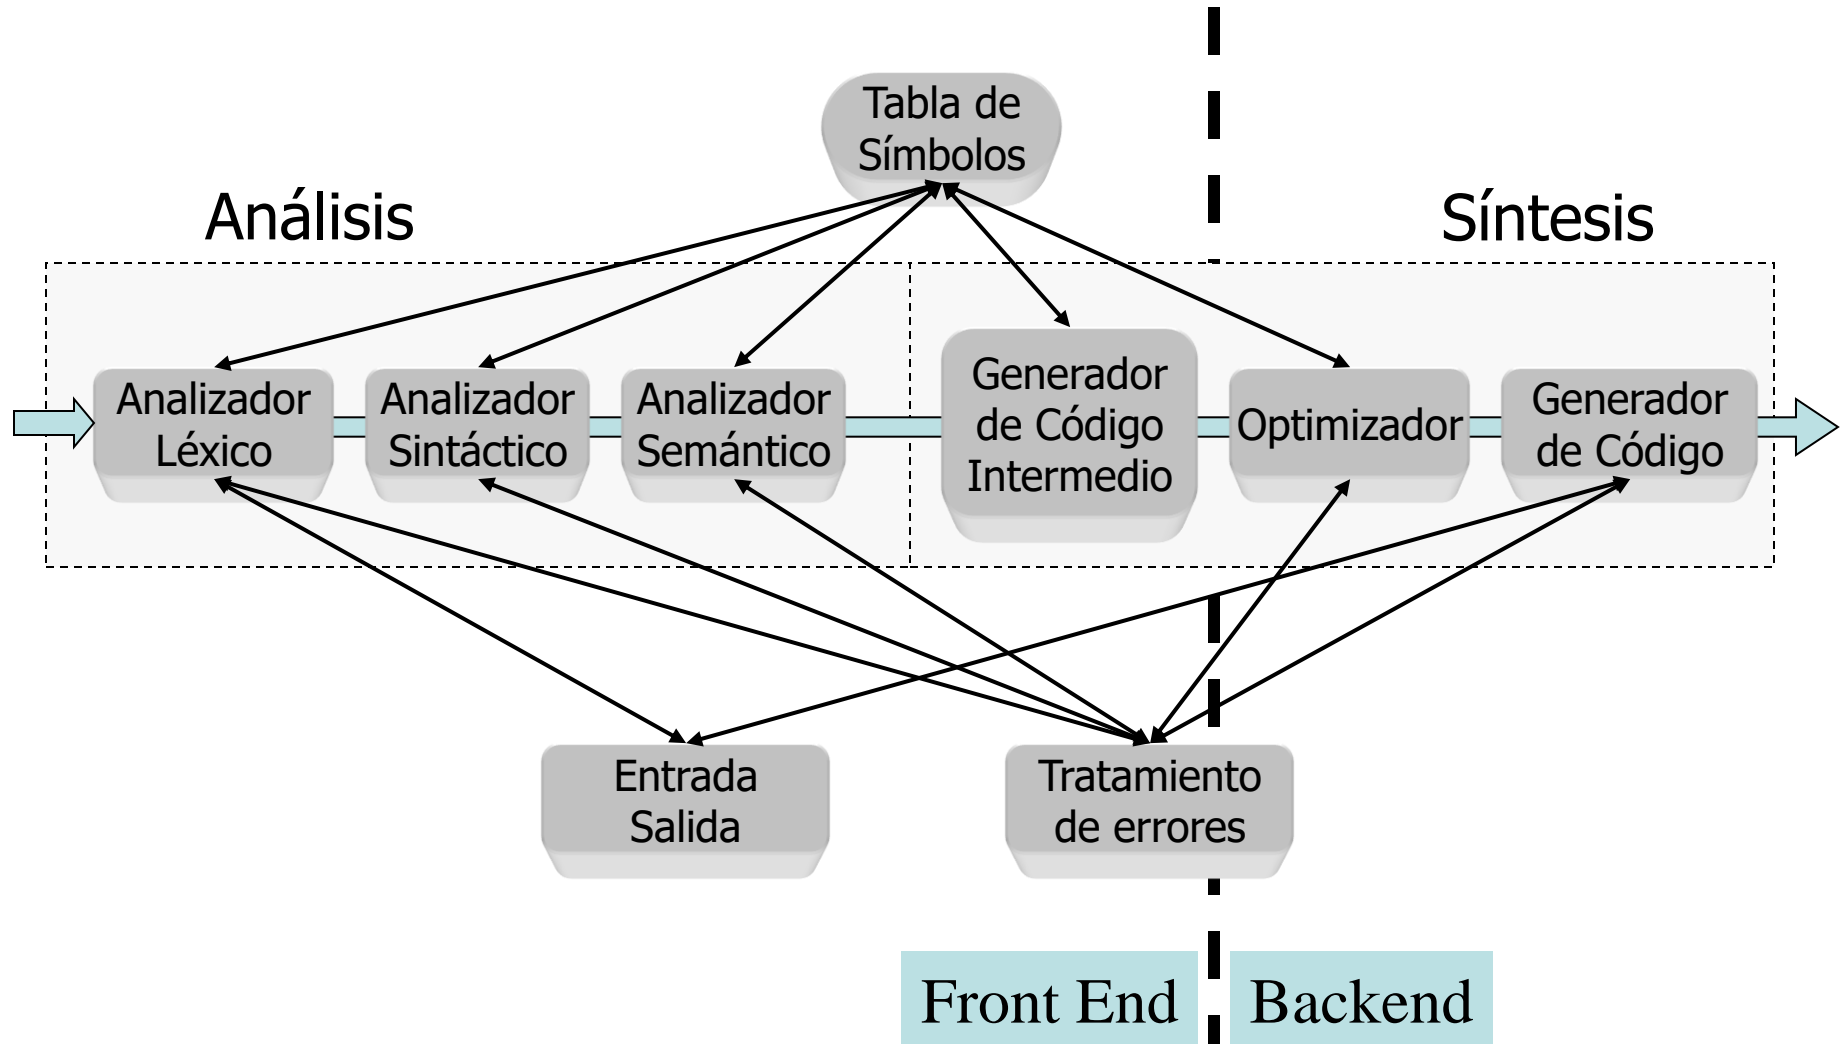 Tabla de
Símbolos
Análisis
Síntesis
Analizador
Léxico
Analizador
Sintáctico
Analizador
Semántico
Generador
de Código
Intermedio
Optimizador
Generador
de Código
Entrada
Salida
Tratamiento
de errores
Front End
Backend